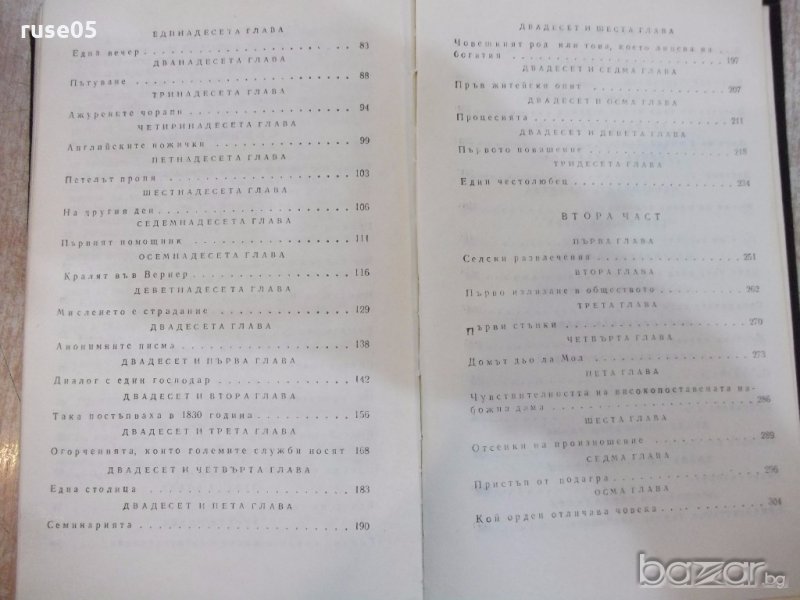 ruse05
ЕДИНАДЕСЕТА ГЛАВА
Една вечер 83
ДВАНАДЕСЕТА ГЛАВА
Пътуване 88
ТРИНАДЕСЕТА ГЛАВА
Ажурените чорапи 94
ЧЕТИРИНАДЕСЕТА ГЛАВА
Английските ножички 99
ПЕТНАДЕСЕТА ГЛАВА
Петелът пропя 103
ШЕСТНАДЕСЕТА ГЛАВА
На другия ден 106
СЕДЕМНАДЕСЕТА ГЛАВА
Първият помощник 111
ОСЕМНАДЕСЕТА ГЛАВА
Кралят във Вериер 116
ДЕВЕТНАДЕСЕТА ГЛАВА
Мисленето е страдание 129
ДВАДЕСЕТА ГЛАВА
Анонимните писма 138
ДВАДЕСЕТ И ПЪРВА ГЛАВА
Диалог с един господар 142
ДВАДЕСЕТ И ВТОРА ГЛАВА
Така постъпваха в 1830 година 156
ДВАДЕСЕТ И ТРЕТА ГЛАВА
Огорченията, които големите служби носят 168
ДВАДЕСЕТ И ЧЕТВЪРТА ГЛАВА
Една столица 183
ДВАДЕСЕТ И ПЕТА ГЛАВА
Семинарията 190
ДВАДЕСЕТ И ШЕСТА ГЛАВА
Човешкият род или това, което липсва на
богатия 197
ДВАДЕСЕТ И СЕДМА ГЛАВА
Пръв житейски опит 207
ДВАДЕСЕТ И ОСМА ГЛАВА
Процесията 211
ДВАДЕСЕТ И ДЕВЕТА ГЛАВА
Първото повишение 218
ТРИДЕСЕТА ГЛАВА
Един честолюбец 234
ВТОРА ЧАСТ
ПЪРВА ГЛАВА
Селски развлечения 251
ВТОРА ГЛАВА
Първо излизане в обществото 262
ТРЕТА ГЛАВА
Първи стъпки 270
ЧЕТВЪРТА ГЛАВА
Домът дьо ла Мол 273
ПЕТА ГЛАВА
Чувствителността на високопоставената на-
божна дама 286
ШЕСТА ГЛАВА
Отсенки на произношение 289
СЕДМА ГЛАВА
Пристъп от подагра 296
ОСМА ГЛАВА
Кой орден отличава човека 304
bazar.bg